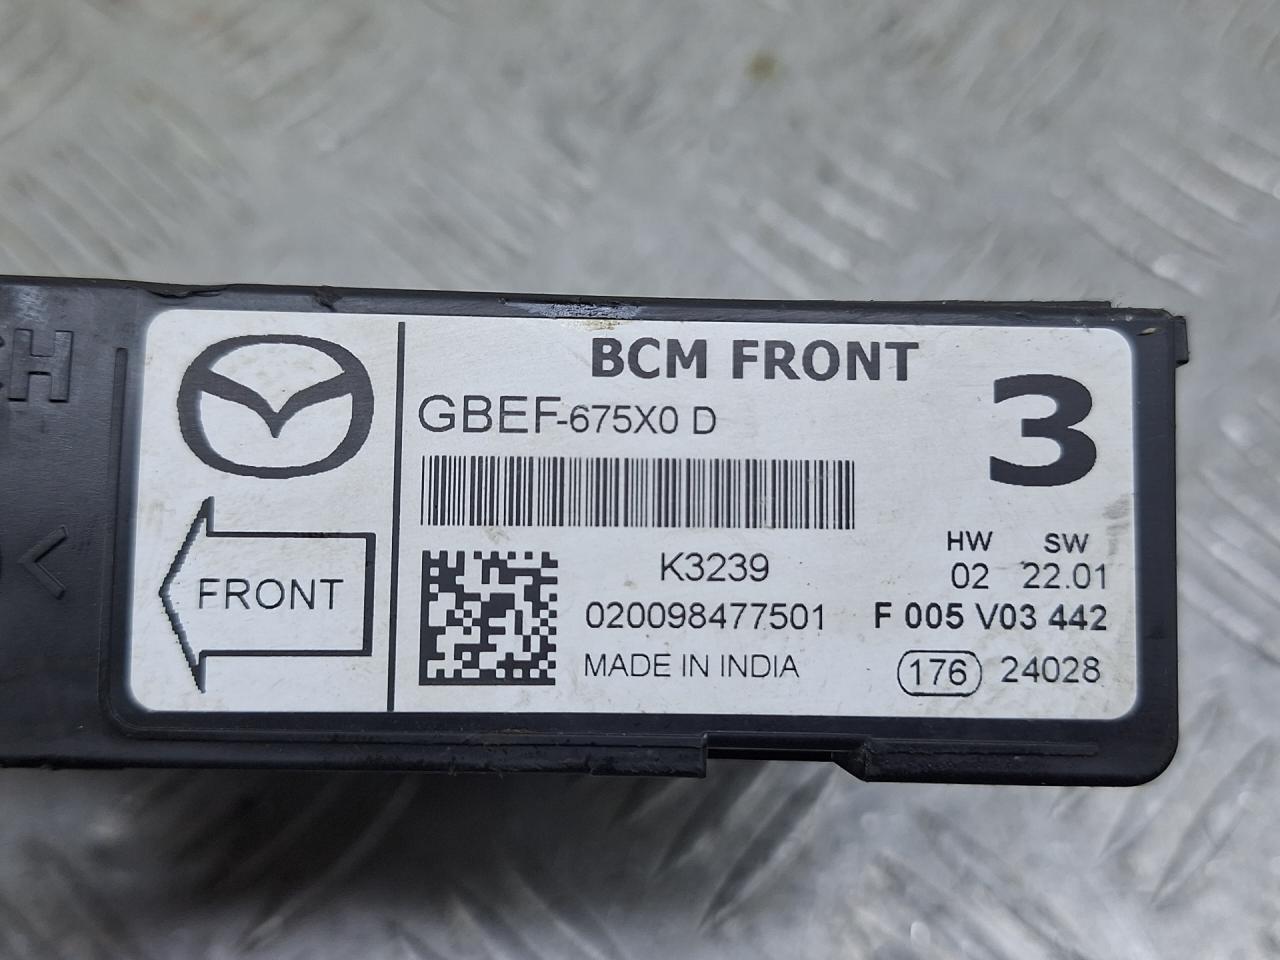 CH
BCM FRONT
GBEF-675X0 D
3
FRONT
K3239
HW SW
02 22.01
020098477501
F 005 V03 442
MADE IN INDIA
176 24028